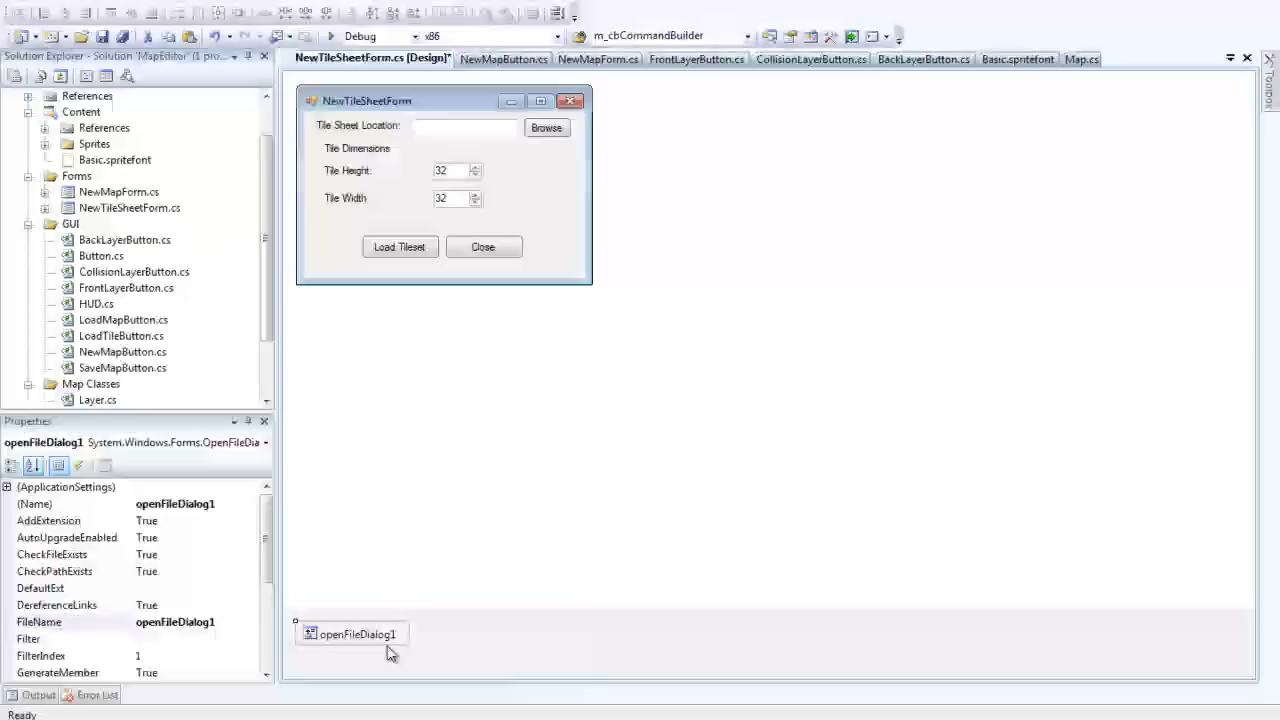 Debug
x86
m_cbCommandBuilder
Solution Explorer - Solution 'MapEditor' (1 pro...
NewTileSheetForm.cs [Design]*
NewMapButton.cs
NewMapForm.cs
FrontLayerButton.cs
CollisionLayerButton.cs
BackLayerButton.cs
Basic.spritefont
Map.cs
Toolbox
References
Content
References
Sprites
Basic.spritefont
Forms
NewMapForm.cs
NewTileSheetForm.cs
GUI
BackLayerButton.cs
Button.cs
CollisionLayerButton.cs
FrontLayerButton.cs
HUD.cs
LoadMapButton.cs
LoadTileButton.cs
NewMapButton.cs
SaveMapButton.cs
Map Classes
Layer.cs
NewTileSheetForm
Tile Sheet Location:
Browse
Tile Dimensions
Tile Height:
32
Tile Width
32
Load Tileset
Close
Properties
openFileDialog1 System.Windows.Forms.OpenFileDia
(ApplicationSettings)
(Name) openFileDialog1
AddExtension True
AutoUpgradeEnabled True
CheckFileExists True
CheckPathExists True
DefaultExt
DereferenceLinks True
FileName openFileDialog1
Filter
FilterIndex 1
GenerateMember True
openFileDialog1
Output
Error List
Ready